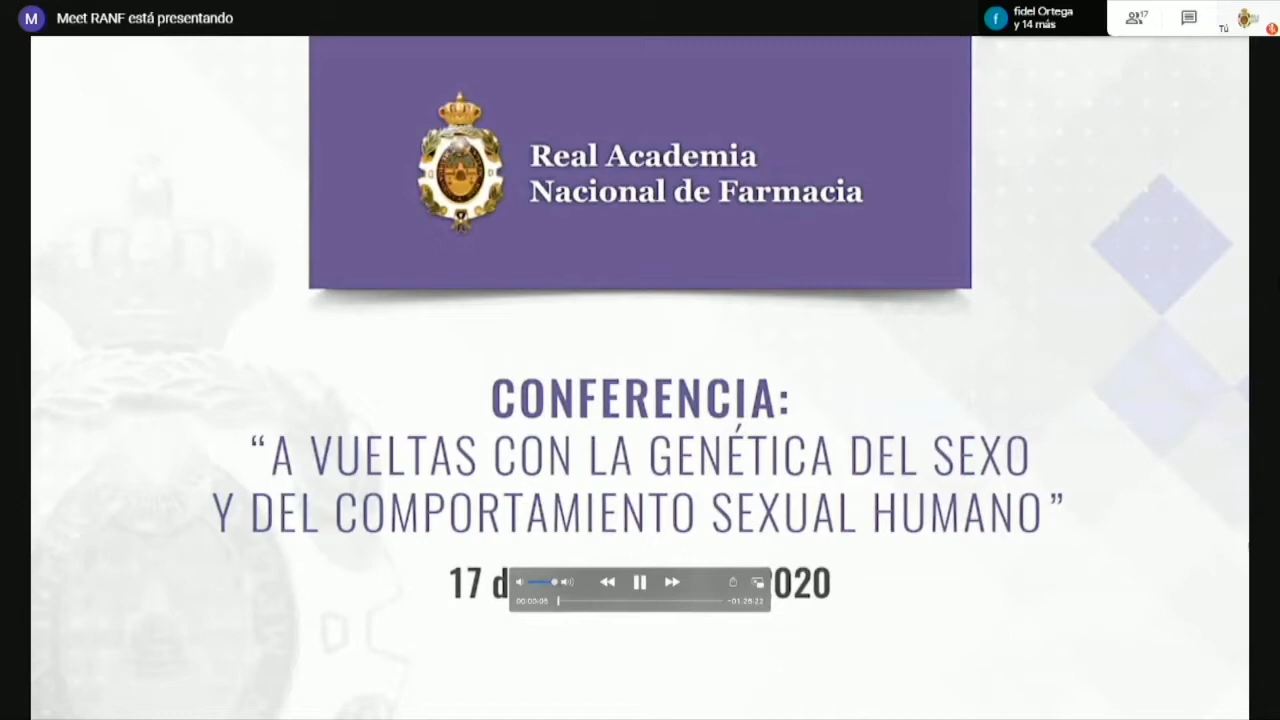 M Meet RANF está presentando
f fidel Ortega
y 14 más
17
Tú
Real Academia
Nacional de Farmacia
CONFERENCIA:
“A VUELTAS CON LA GENÉTICA DEL SEXO
Y DEL COMPORTAMIENTO SEXUAL HUMANO”
17 d
2020
00:00:05
-01:26:23